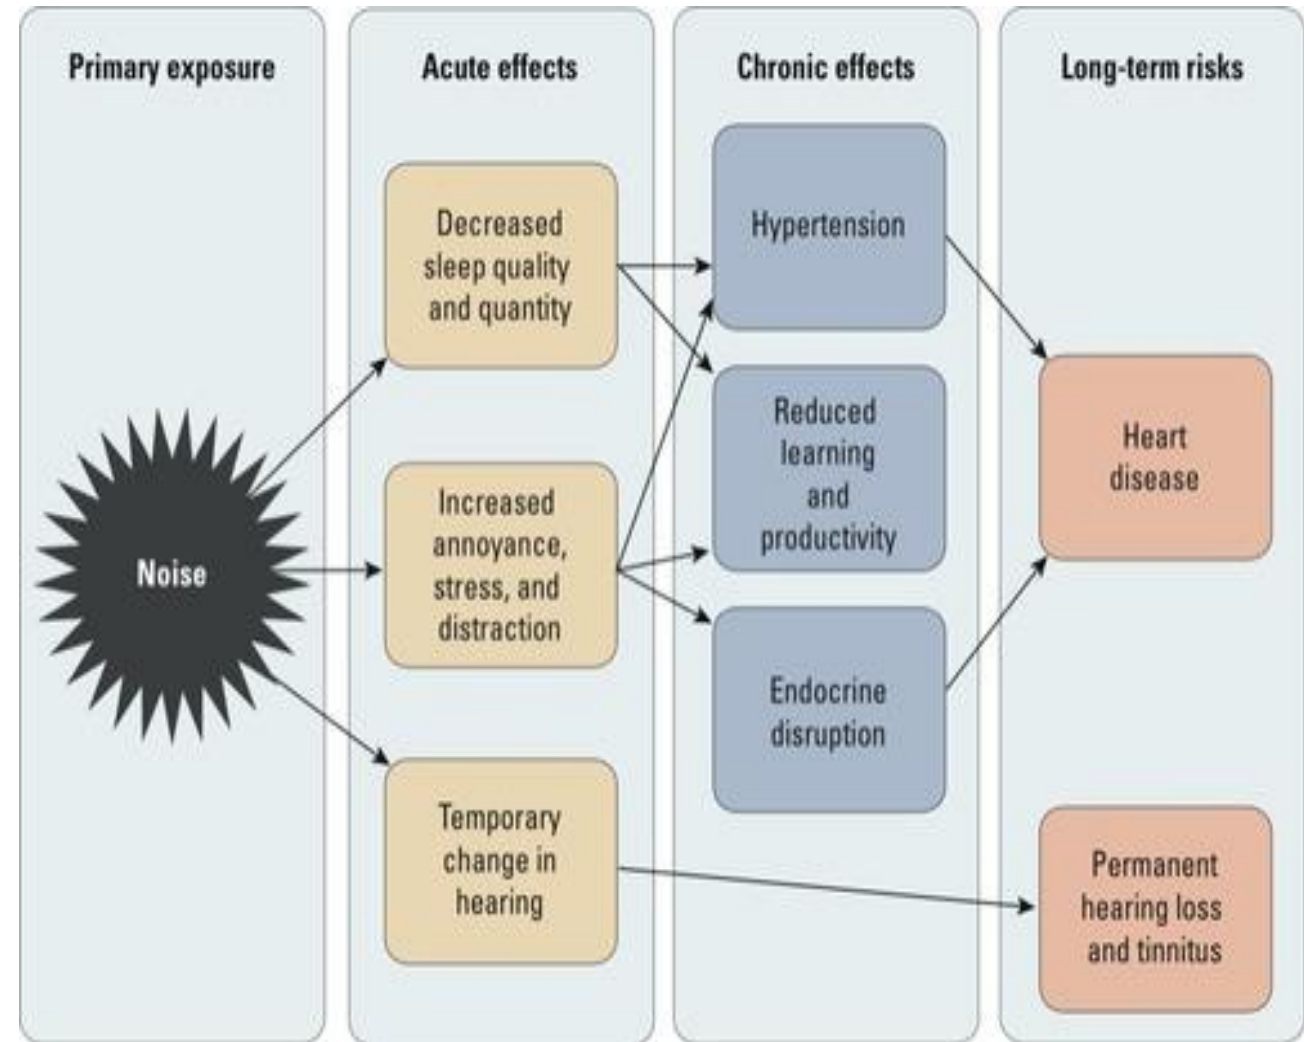 Primary exposure
Acute effects
Chronic effects
Long-term risks
Noise
Decreased
sleep quality
and quantity
Increased
annoyance,
stress, and
distraction
Temporary
change in
hearing
Hypertension
Reduced
learning
and
productivity
Endocrine
disruption
Heart
disease
Permanent
hearing loss
and tinnitus